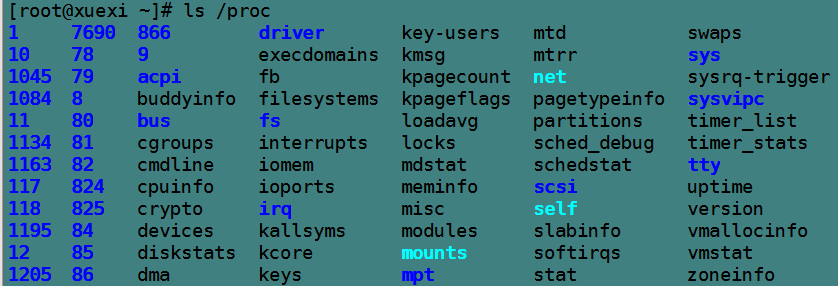 [root@xuexi ~]# ls /proc
1 7690 866 driver key-users mtd swaps
10 78 9 execdomains kmsg mtrr sys
1045 79 acpi fb kpagecount net sysrq-trigger
1084 8 buddyinfo filesystems kpageflags pagetypeinfo sysvipc
11 80 bus fs loadavg partitions timer_list
1134 81 cgroups interrupts locks sched_debug timer_stats
1163 82 cmdline iomem mdstat schedstat tty
117 824 cpuinfo ioports meminfo scsi uptime
118 825 crypto irq misc self version
1195 84 devices kallsyms modules slabinfo vmallocinfo
12 85 diskstats kcore mounts softirqs vmstat
1205 86 dma keys mpt stat zoneinfo